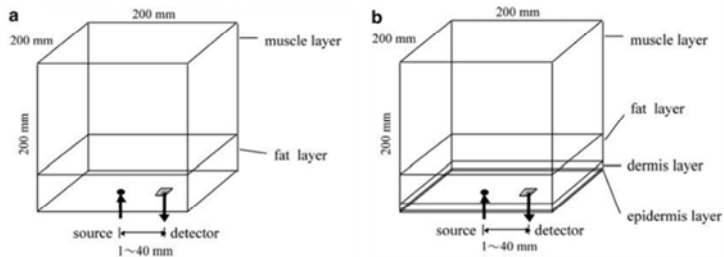 a
200 mm
200 mm
muscle layer
200 mm
fat layer
source
detector
1～40 mm
b
200 mm
200 mm
muscle layer
200 mm
fat layer
dermis layer
epidermis layer
source
detector
1～40 mm